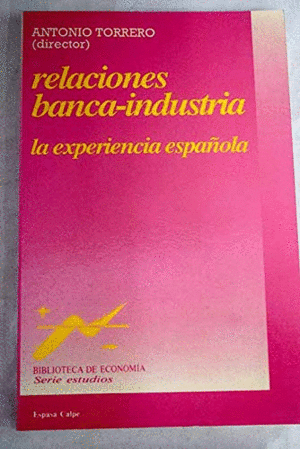 ANTONIO TORRERO
(director)
relaciones
banca-industria
la experiencia española
BIBLIOTECA DE ECONOMÍA
Serie estudios
Espasa Calpe